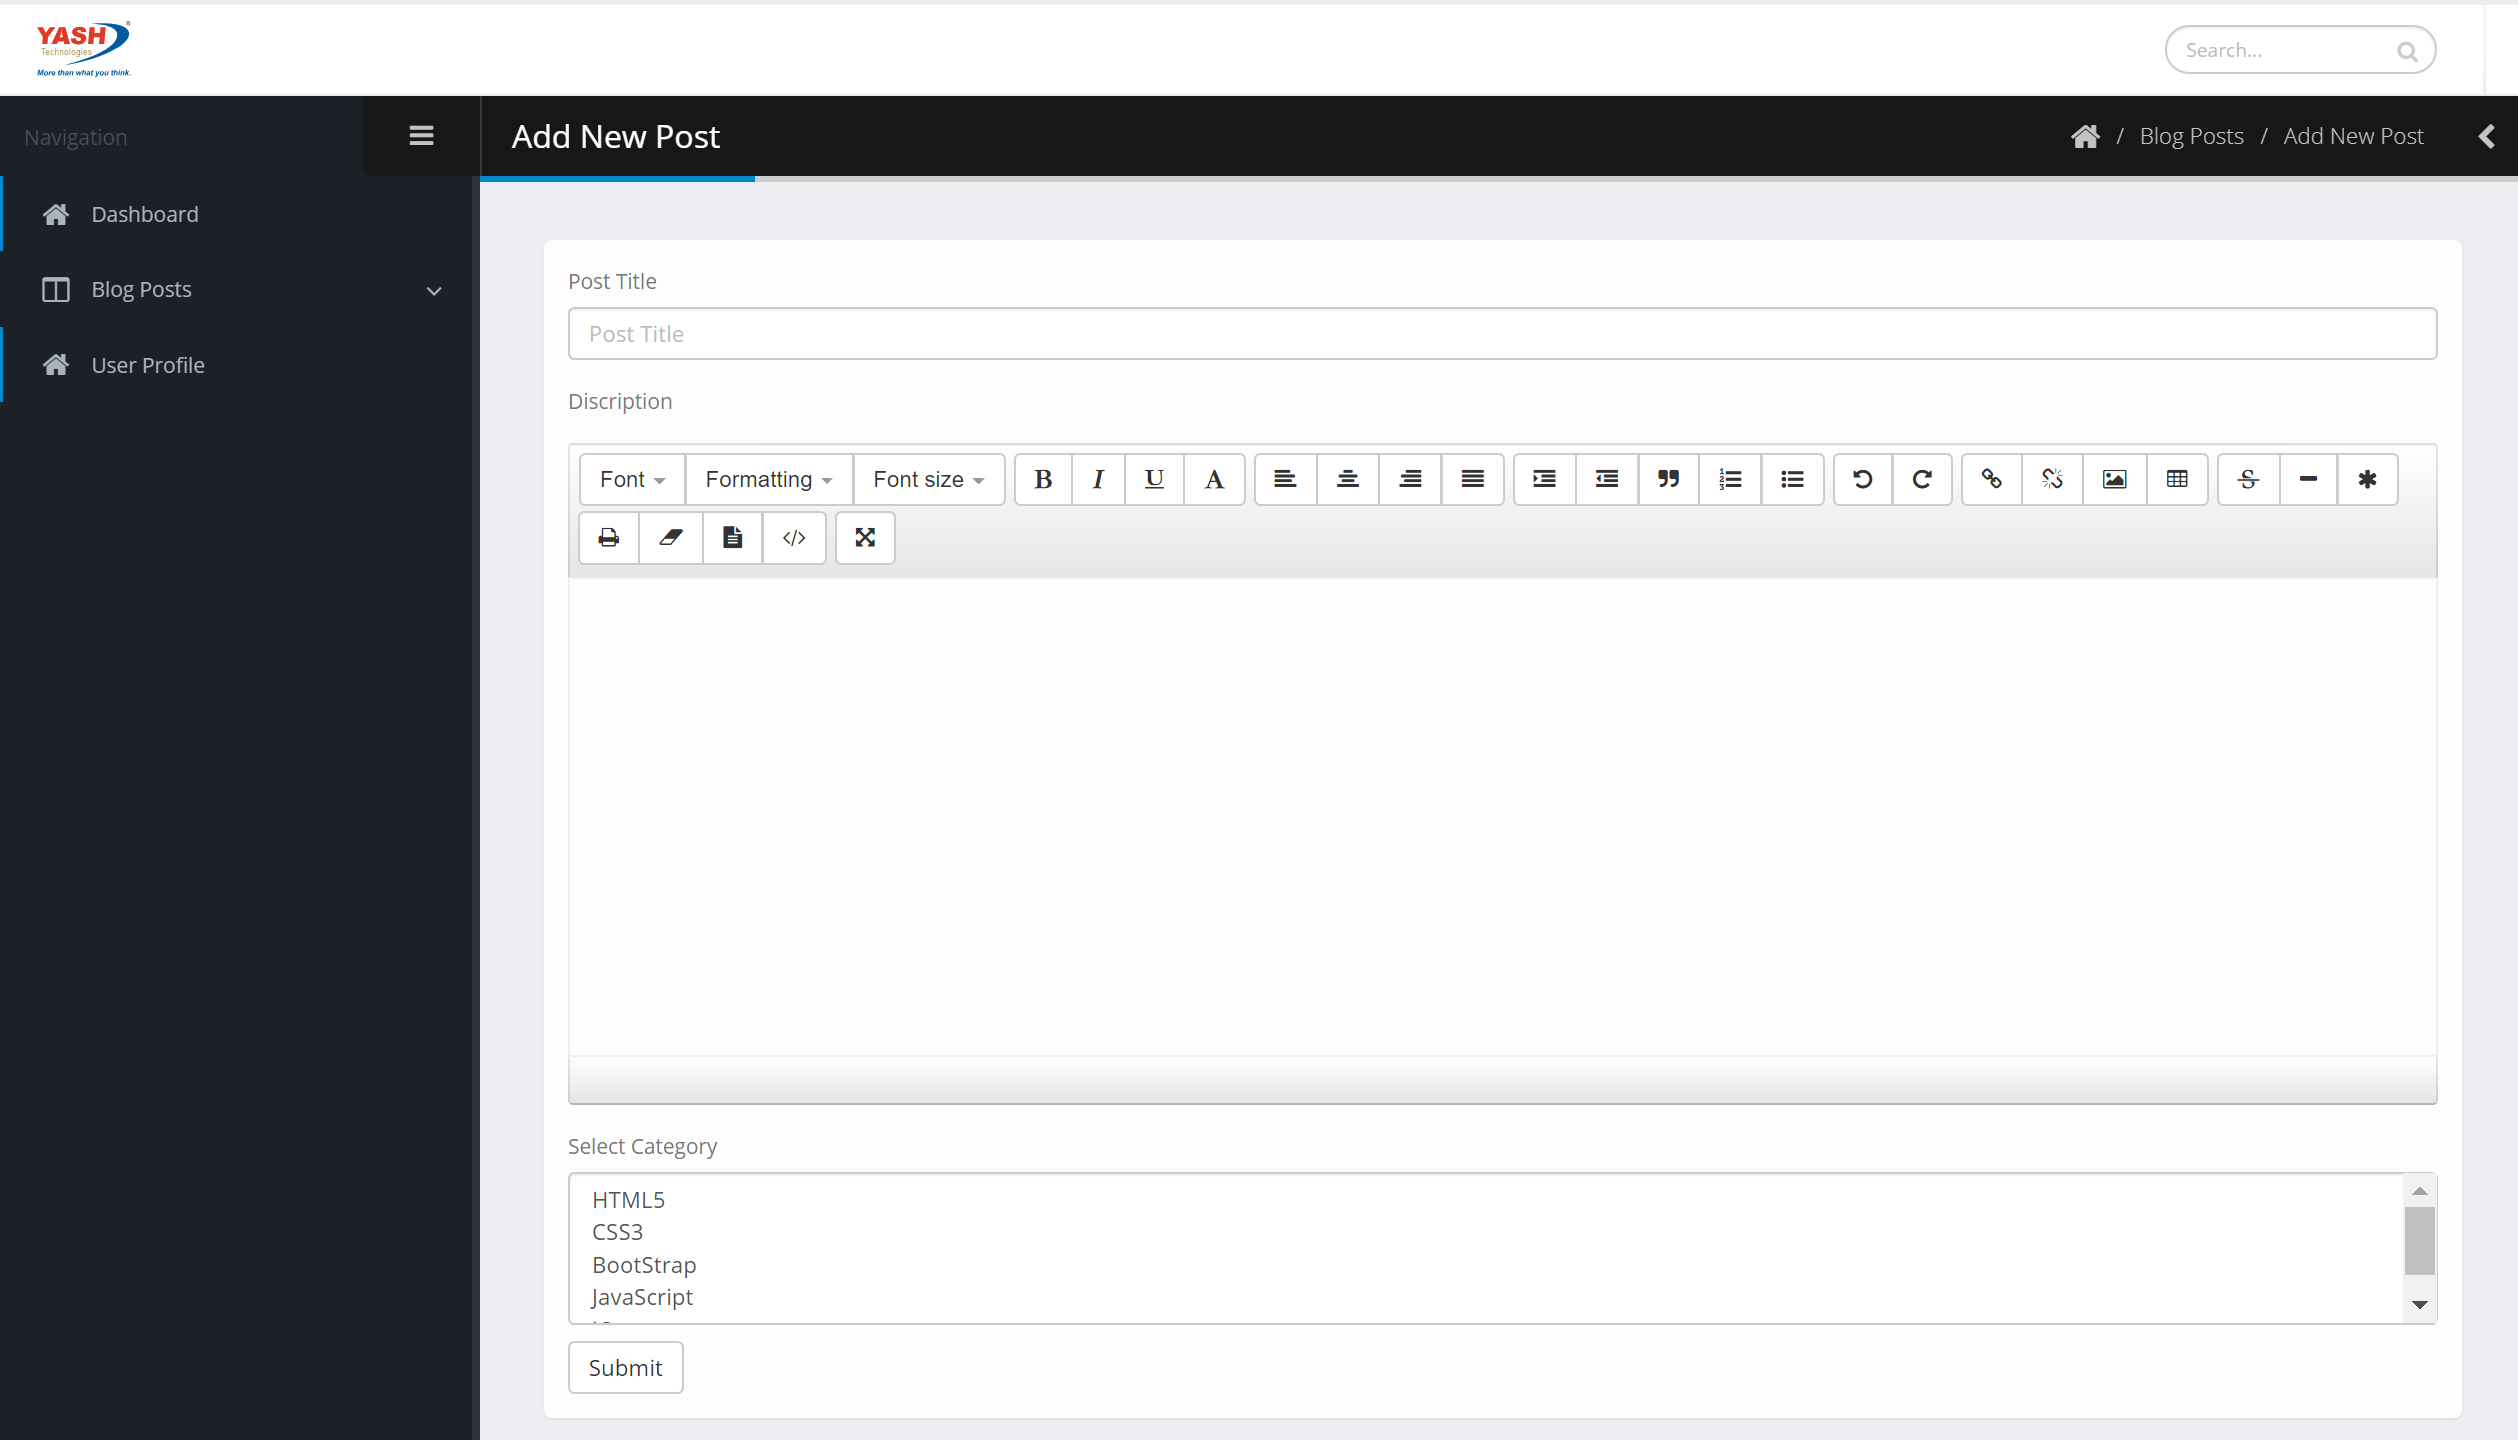 YASH ®
Technologies
More than what you think.
Search...
Navigation
Add New Post
/ Blog Posts / Add New Post
Dashboard
Blog Posts
User Profile
Post Title
Post Title
Discription
Font Formatting Font size B I U A S
</>
Select Category
HTML5
CSS3
BootStrap
JavaScript
Submit